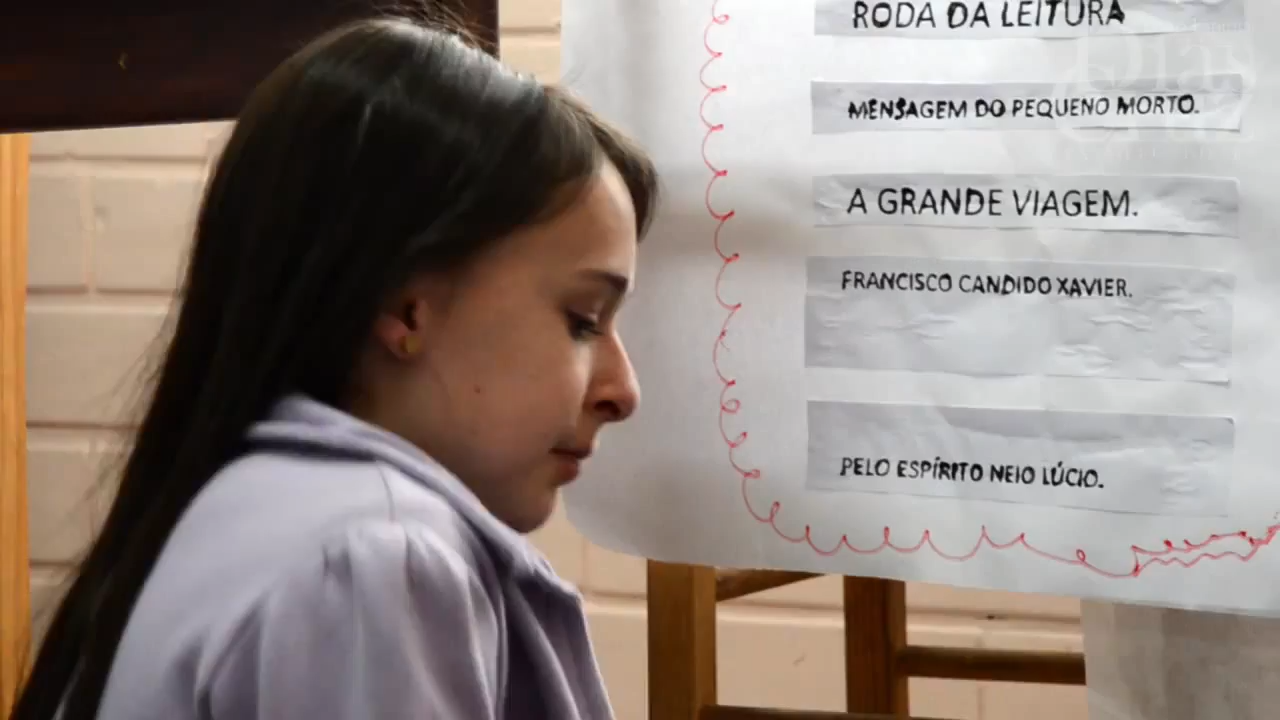 RODA DA LEITURA
MENSAGEM DO PEQUENO MORTO.
A GRANDE VIAGEM.
FRANCISCO CANDIDO XAVIER.
PELO ESPÍRITO NEIO LÚCIO.